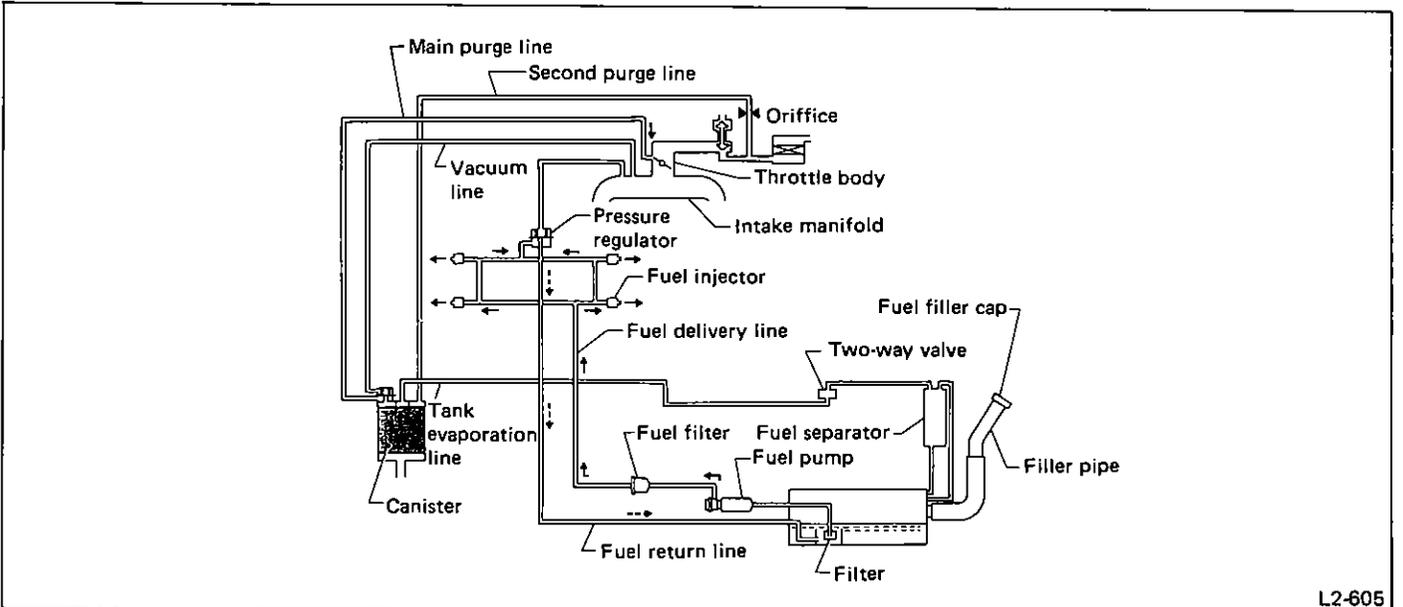 Main purge line
Second purge line
Oriffice
Vacuum
line
Throttle body
Pressure
regulator
Intake manifold
Fuel injector
Fuel filler cap
Fuel delivery line
Two-way valve
Tank
evaporation
line
Fuel filter
Fuel separator
Fuel pump
Filler pipe
Canister
Fuel return line
Filter
L2-605